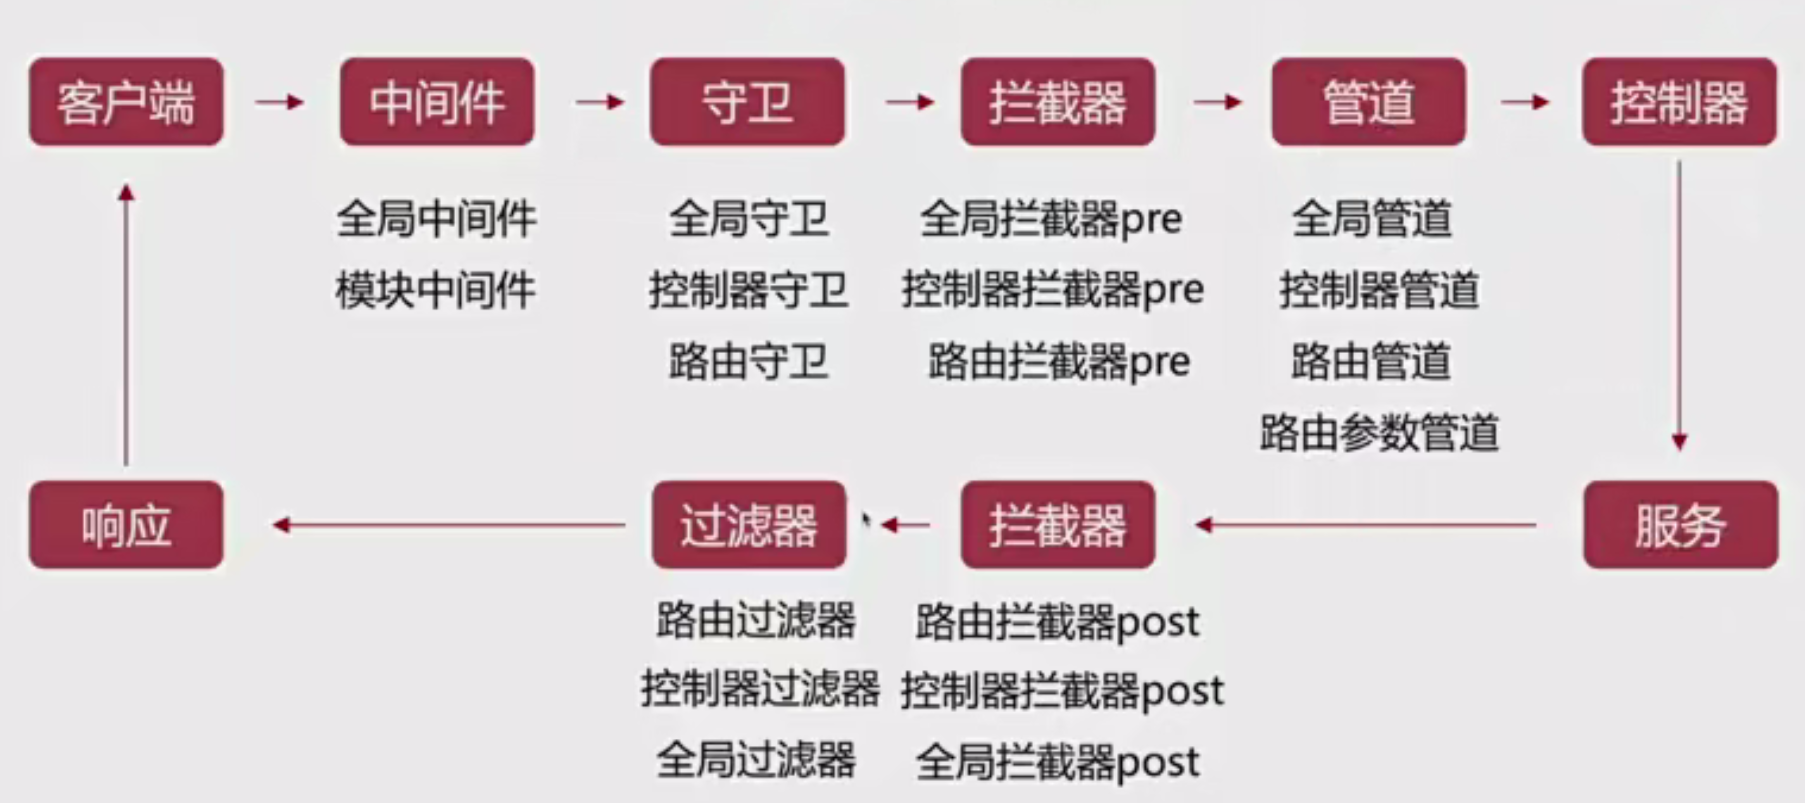 客户端
中间件
守卫
拦截器
管道
控制器
全局中间件
全局守卫
全局拦截器pre
全局管道
模块中间件
控制器守卫
控制器拦截器pre
控制器管道
路由守卫
路由拦截器pre
路由管道
路由参数管道
响应
过滤器
拦截器
服务
路由过滤器
路由拦截器post
控制器过滤器
控制器拦截器post
全局过滤器
全局拦截器post